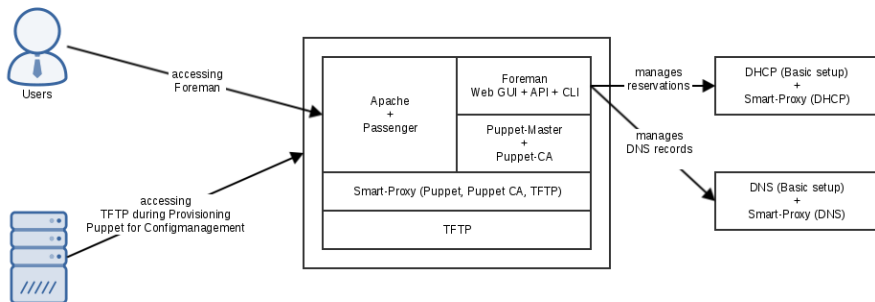 Users
accessing
Foreman
accessing
TFTP during Provisioning
Puppet for Configmanagement
Apache
+
Passenger
Foreman
Web GUI + API + CLI
Puppet-Master
+
Puppet-CA
Smart-Proxy (Puppet, Puppet CA, TFTP)
TFTP
manages
reservations
manages
DNS records
DHCP (Basic setup)
+
Smart-Proxy (DHCP)
DNS (Basic setup)
+
Smart-Proxy (DNS)